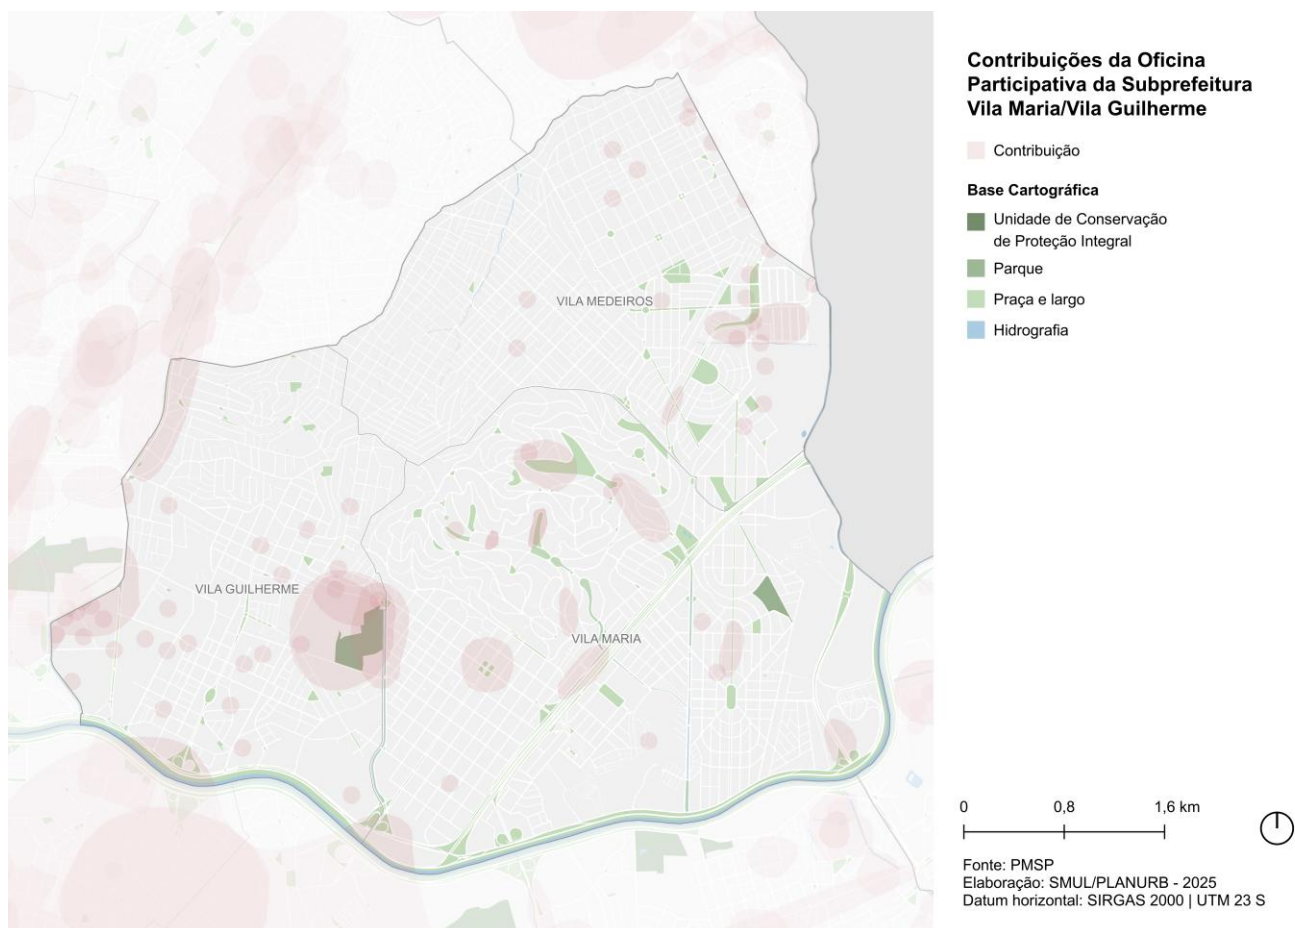 Contribuições da Oficina
Participativa da Subprefeitura
Vila Maria/Vila Guilherme
Contribuição
Base Cartográfica
Unidade de Conservação
de Proteção Integral
Parque
Praça e largo
Hidrografia
VILA MEDEIROS
VILA GUILHERME
VILA MARIA
0 0,8 1,6 km
Fonte: PMSP
Elaboração: SMUL/PLANURB - 2025
Datum horizontal: SIRGAS 2000 | UTM 23 S